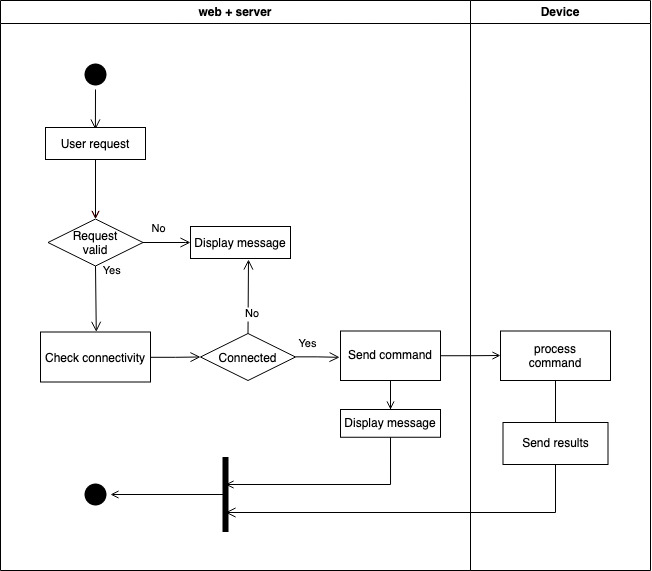 web + server
Device
User request
Request
valid
No
Display message
Yes
No
Check connectivity
Connected
Yes
Send command
process
command
Display message
Send results